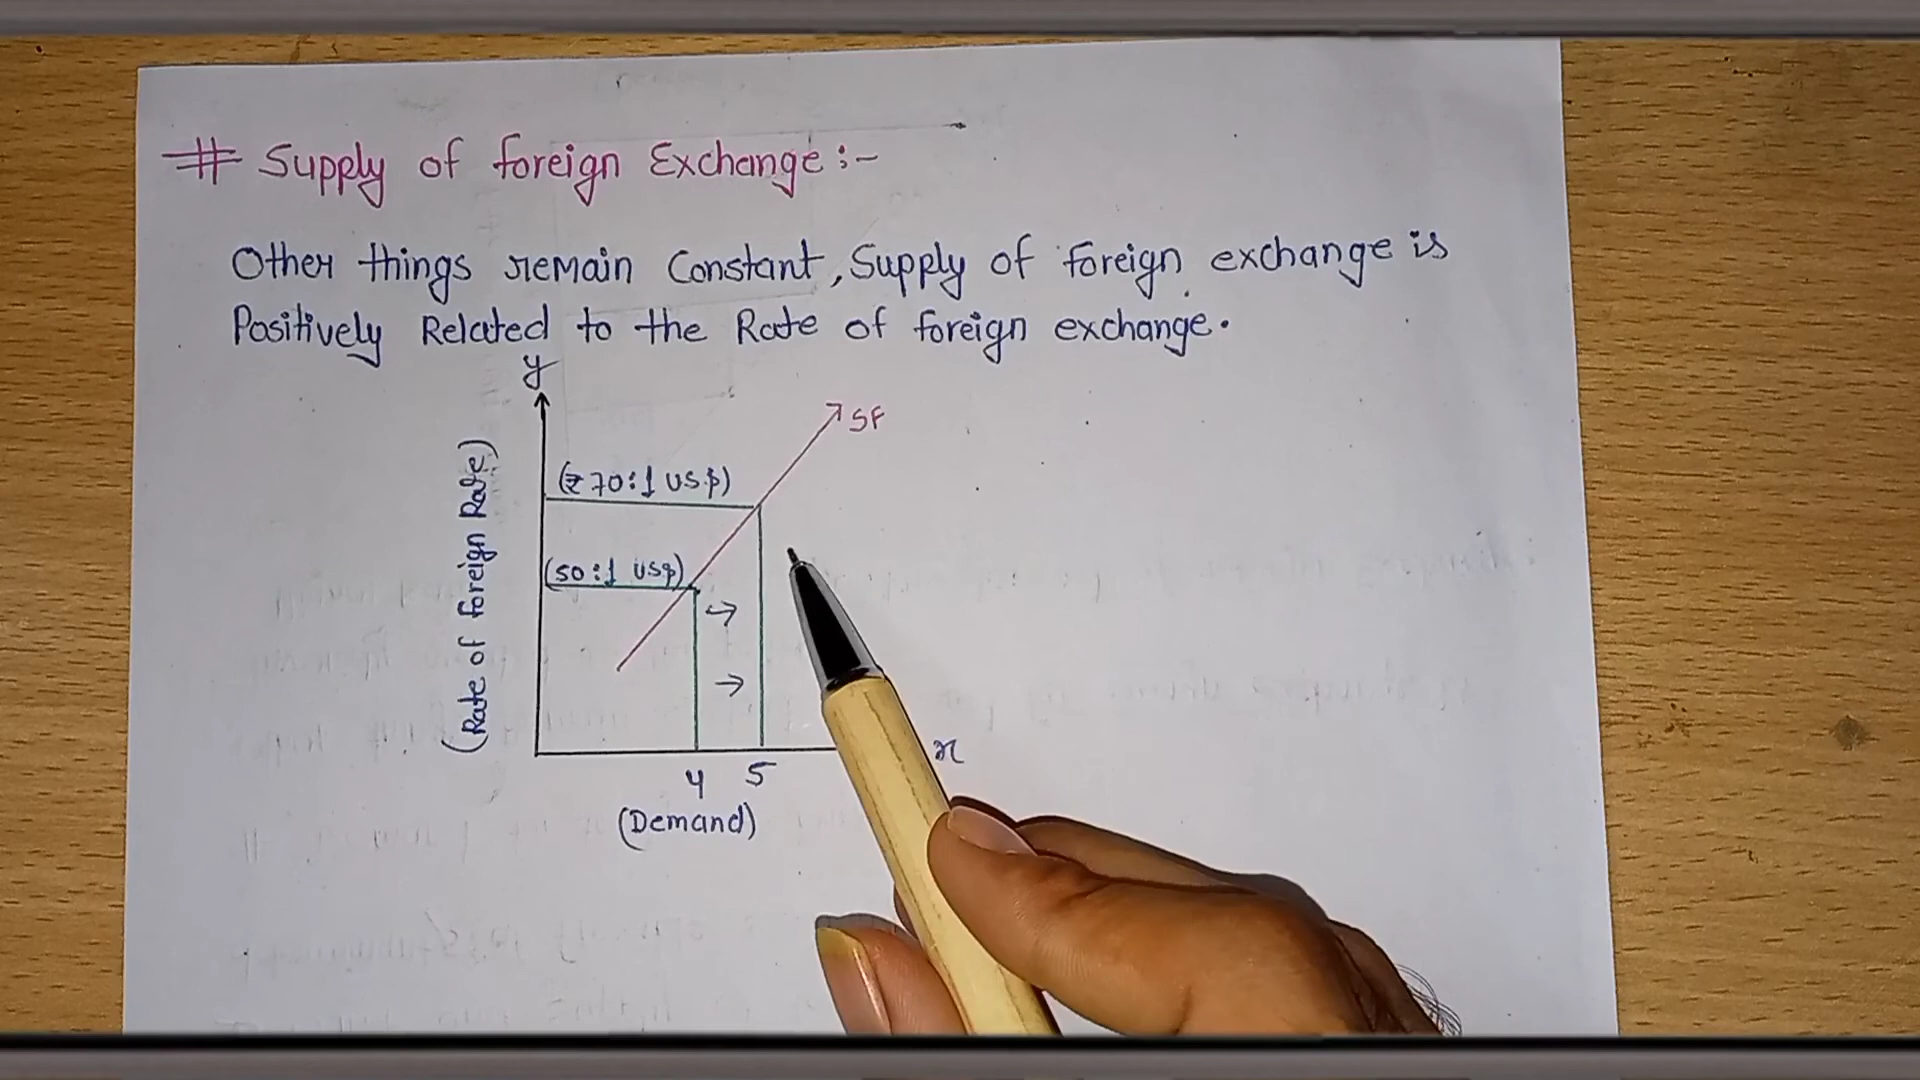 # Supply of foreign Exchange:-
Other things remain Constant, Supply of foreign exchange is
Positively Related to the Rate of foreign exchange.
y
SF
(₹70:1 US$)
(50:1 US$)
(Rate of foreign Rate)
x
4 5
(Demand)